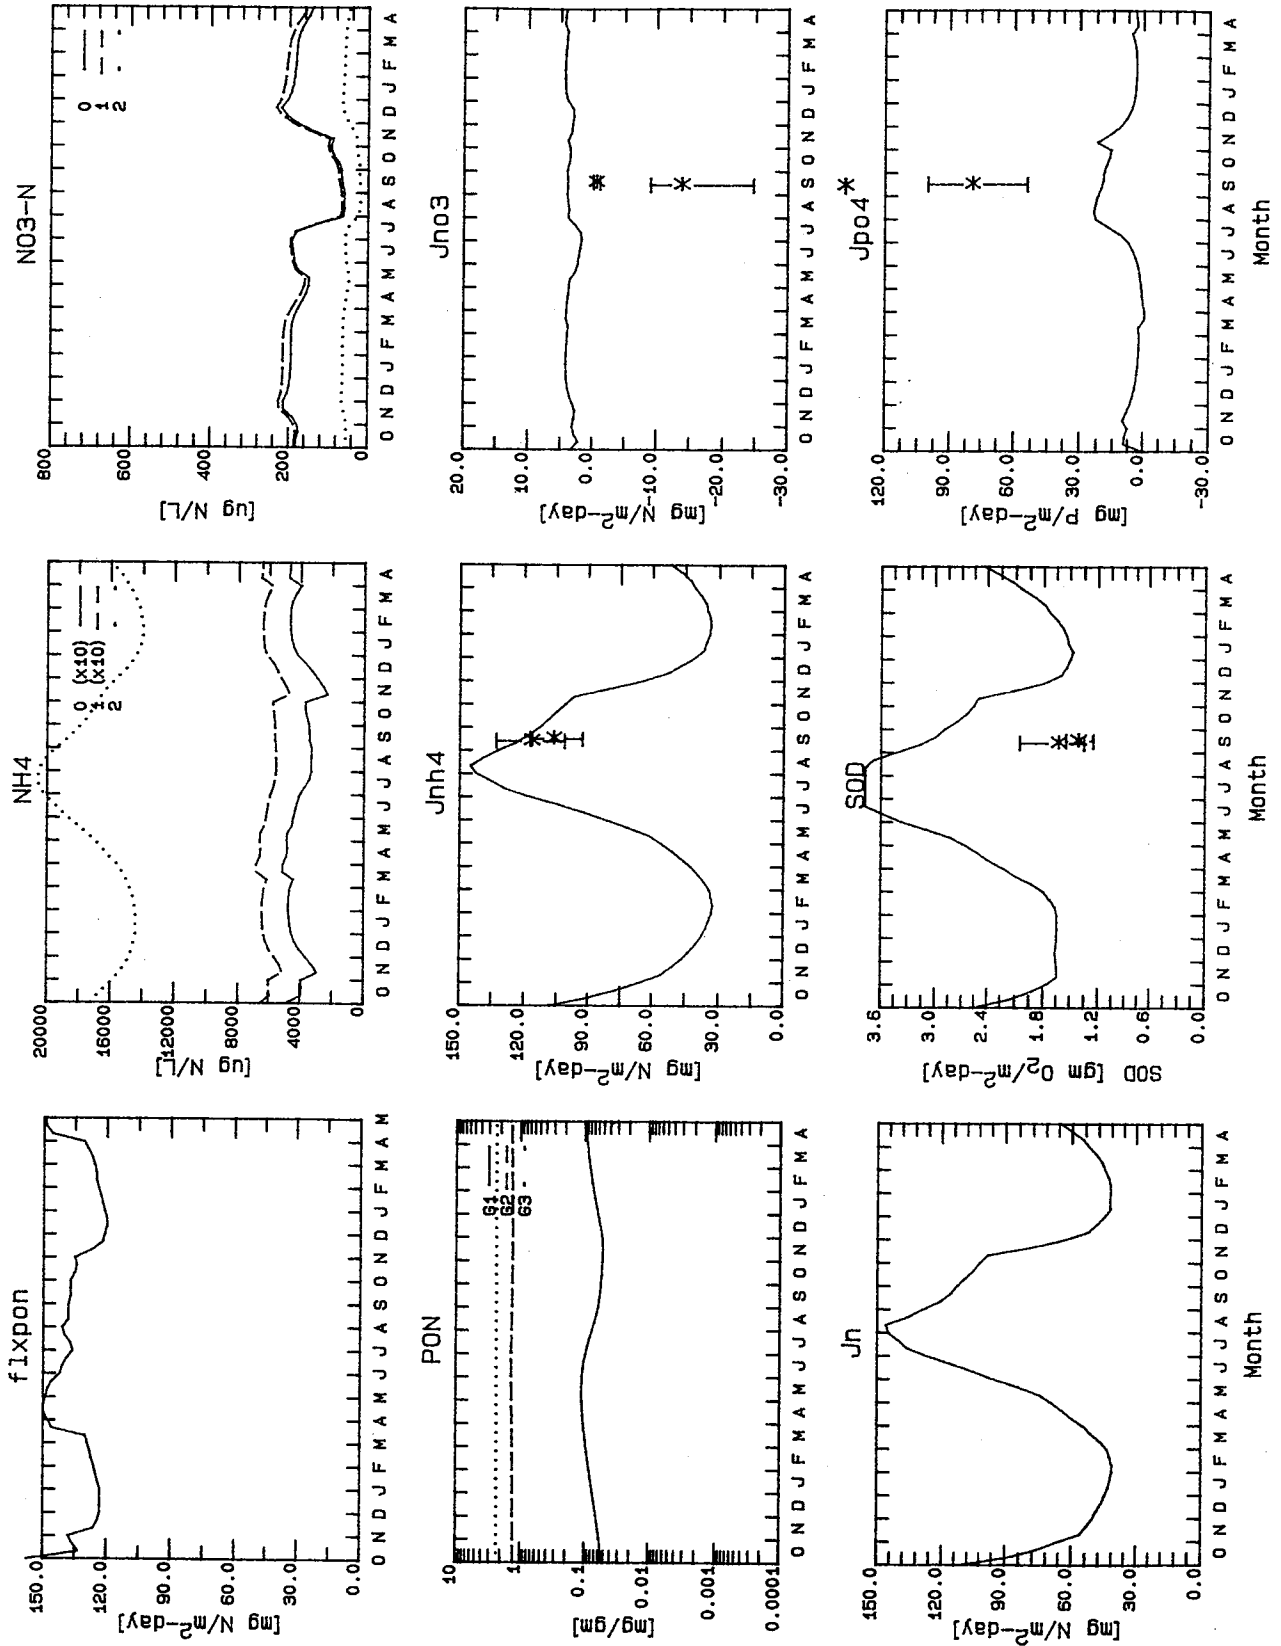 flxpon
150.0
120.0
90.0
60.0
30.0
0.0
[mg N/m²-day]
O N D J F M A M J J A S O N D J F M A M
NH4
20000
16000
12000
8000
4000
0
[ug N/L]
0 (x10)
1 (x10)
2
O N D J F M A M J J A S O N D J F M A
NO3-N
800
600
400
200
0
[ug N/L]
0
1
2
O N D J F M A M J J A S O N D J F M A
PON
10
1
0.1
0.01
0.001
0.0001
[mg/gm]
G1
G2
G3
O N D J F M A M J J A S O N D J F M A
Jnh4
150.0
120.0
90.0
60.0
30.0
0.0
[mg N/m²-day]
O N D J F M A M J J A S O N D J F M A
Jno3
20.0
10.0
0.0
-10.0
-20.0
-30.0
[mg N/m²-day]
O N D J F M A M J J A S O N D J F M A
Jn
150.0
120.0
90.0
60.0
30.0
0.0
[mg N/m²-day]
O N D J F M A M J J A S O N D J F M A
Month
SOD
3.6
3.0
2.4
1.8
1.2
0.6
0.0
SOD [gm O₂/m²-day]
O N D J F M A M J J A S O N D J F M A
Month
Jpo4
120.0
90.0
60.0
30.0
0.0
-30.0
[mg P/m²-day]
O N D J F M A M J J A S O N D J F M A
Month